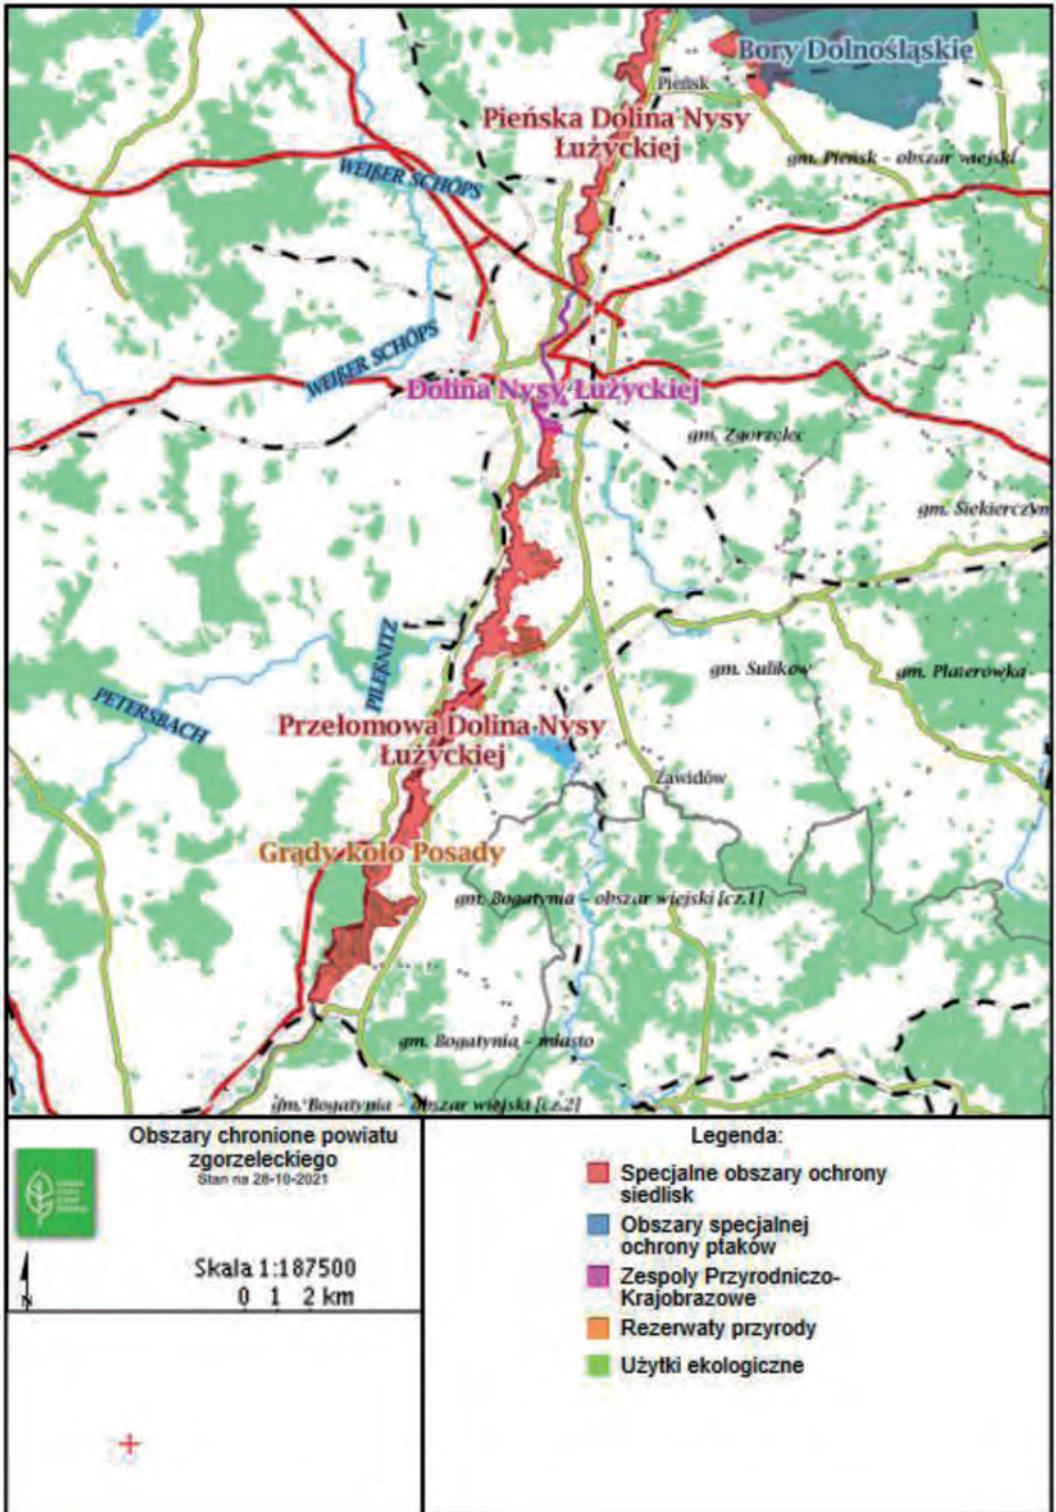 Bory Dolnośląskie
Pieńsk
Pieńska Dolina Nysy
Łużyckiej
gm. Pieńsk - obszar wiejski
WEIßER SCHÖPS
WEIßER SCHÖPS
Dolina Nysy Łużyckiej
gm. Zgorzelec
gm. Siekierczyn
PILEßNITZ
gm. Sulików
gm. Platerówka
PETERSBACH
Przełomowa Dolina Nysy
Łużyckiej
Zawidów
Grądy koło Posady
gm. Bogatynia - obszar wiejski [cz.1]
gm. Bogatynia - miasto
gm. Bogatynia - obszar wiejski [cz.2]
Obszary chronione powiatu
zgorzeleckiego
Stan na 28-10-2021
Skala 1:187500
0 1 2 km
N
Legenda:
Specjalne obszary ochrony
siedlisk
Obszary specjalnej
ochrony ptaków
Zespoly Przyrodniczo-
Krajobrazowe
Rezerwaty przyrody
Użytki ekologiczne